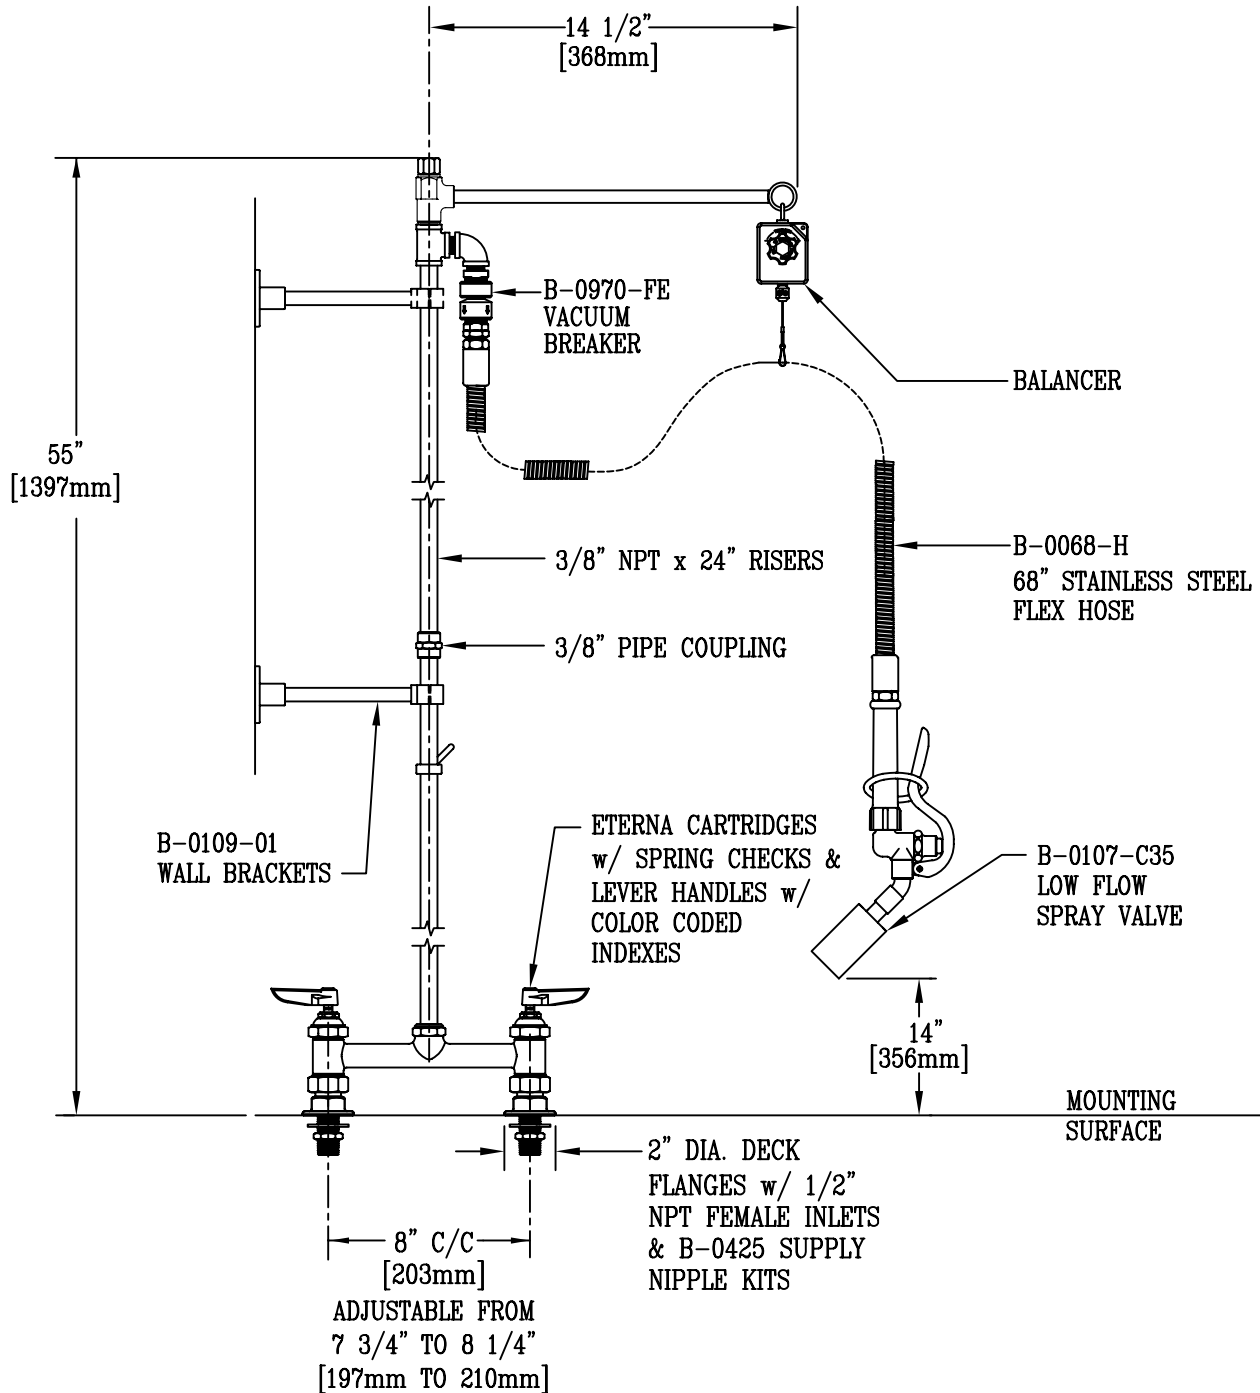 14 1/2"
[368mm]
B-0970-FE
VACUUM
BREAKER
BALANCER
55"
[1397mm]
3/8" NPT x 24" RISERS
B-0068-H
68" STAINLESS STEEL
FLEX HOSE
3/8" PIPE COUPLING
B-0109-01
WALL BRACKETS
ETERNA CARTRIDGES
w/ SPRING CHECKS &
LEVER HANDLES w/
COLOR CODED
INDEXES
B-0107-C35
LOW FLOW
SPRAY VALVE
14"
[356mm]
MOUNTING
SURFACE
2" DIA. DECK
FLANGES w/ 1/2"
NPT FEMALE INLETS
& B-0425 SUPPLY
NIPPLE KITS
8" C/C
[203mm]
ADJUSTABLE FROM
7 3/4" TO 8 1/4"
[197mm TO 210mm]